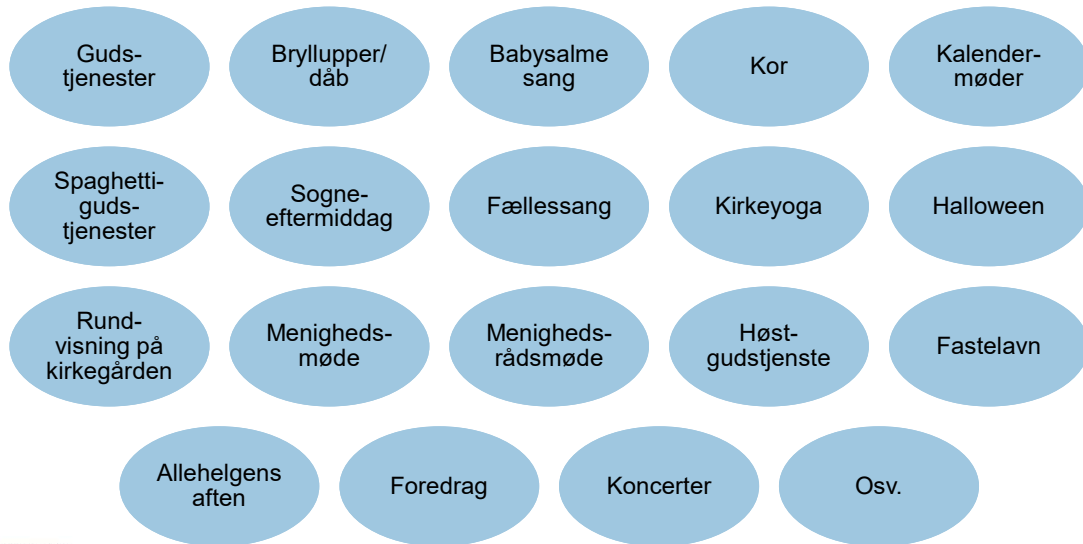 Guds-
tjenester
Bryllupper/
dåb
Babysalme
sang
Kor
Kalender-
møder
Spaghetti-
guds-
tjenester
Sogne-
eftermiddag
Fællessang
Kirkeyoga
Halloween
Rund-
visning på
kirkegården
Menigheds-
møde
Menigheds-
rådsmøde
Høst-
gudstjenste
Fastelavn
Allehelgens
aften
Foredrag
Koncerter
Osv.